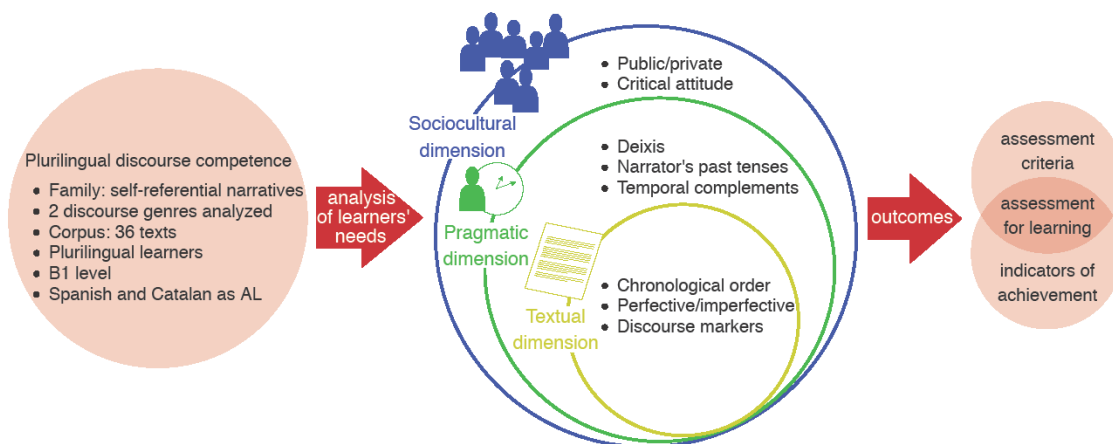 Plurilingual discourse competence
• Family: self-referential narratives
• 2 discourse genres analyzed
• Corpus: 36 texts
• Plurilingual learners
• B1 level
• Spanish and Catalan as AL
analysis
of learners'
needs
Sociocultural
dimension
• Public/private
• Critical attitude
Pragmatic
dimension
• Deixis
• Narrator's past tenses
• Temporal complements
Textual
dimension
• Chronological order
• Perfective/imperfective
• Discourse markers
outcomes
assessment
criteria
assessment
for learning
indicators of
achievement